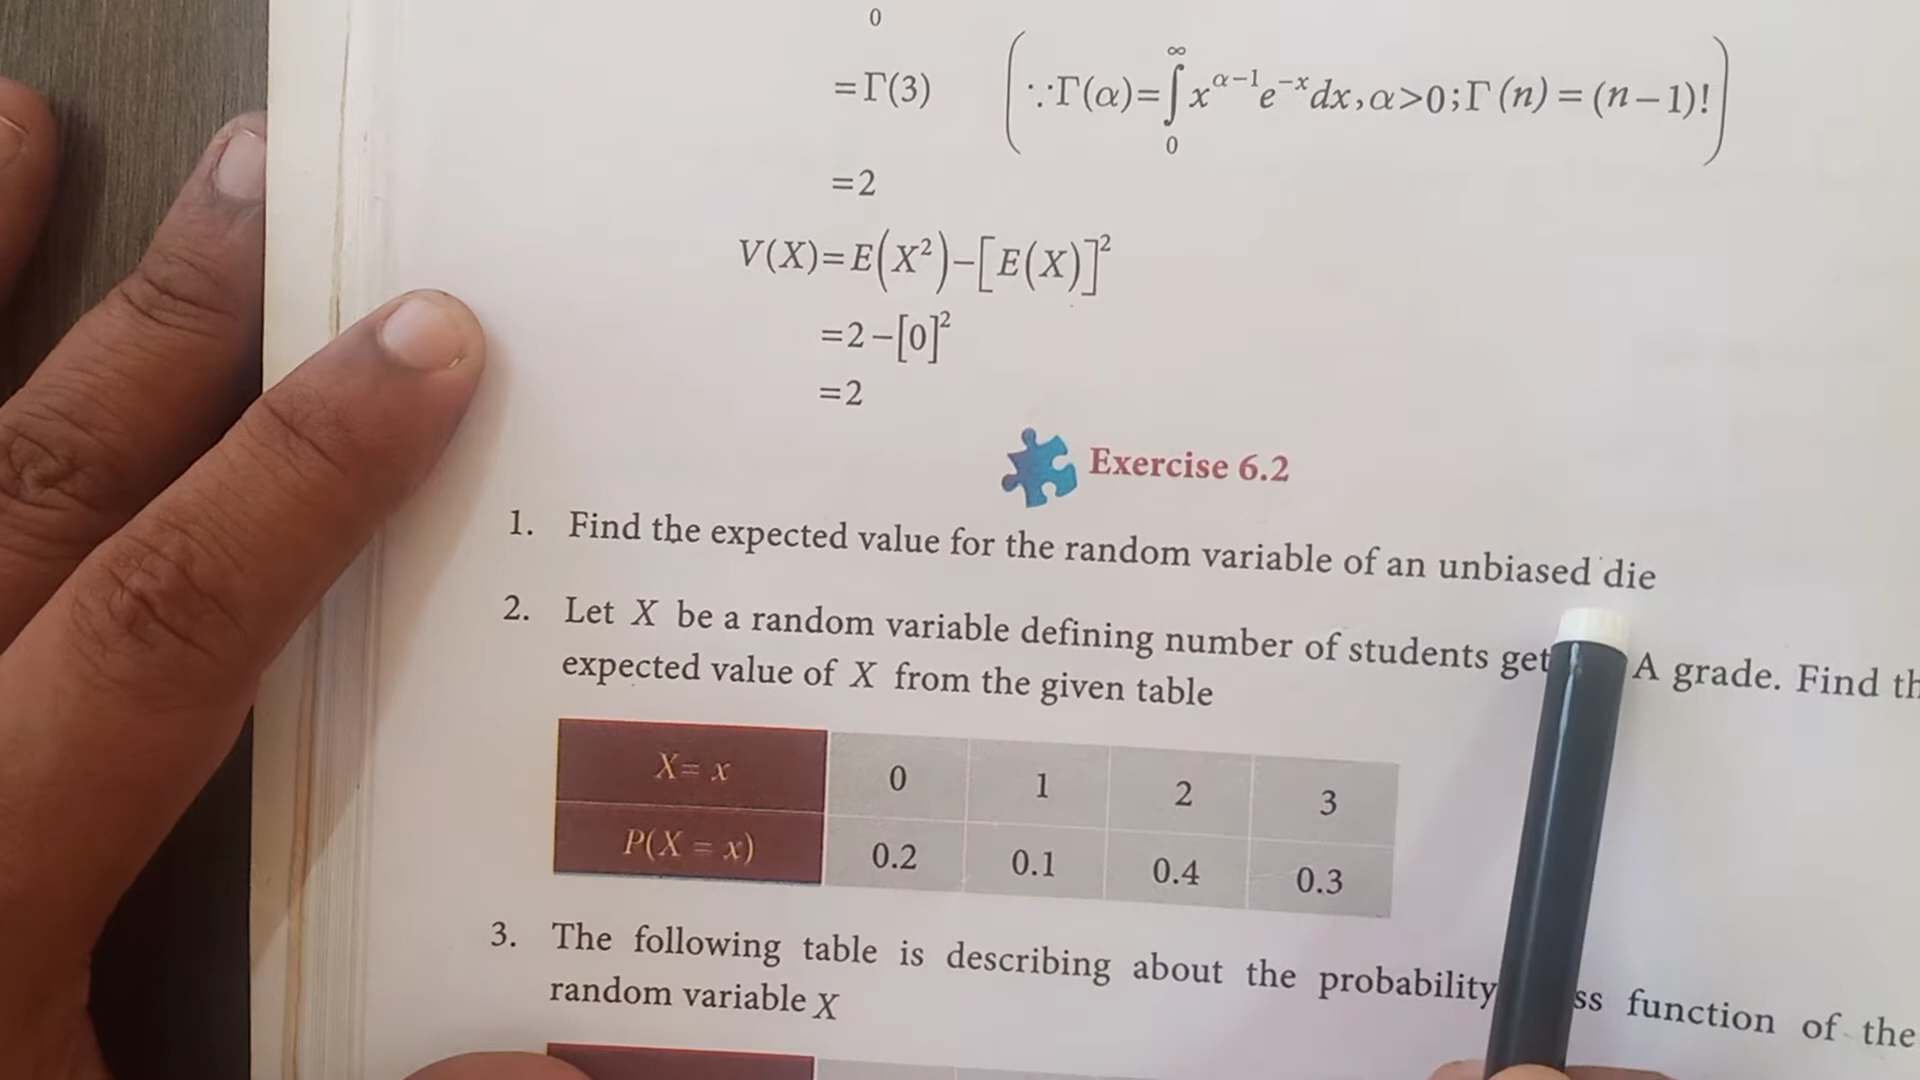 0
=Γ(3) (∵Γ(α)=∫₀^∞ x^{α−1}e^{−x}dx,α>0;Γ(n)=(n−1)!)
=2
V(X)=E(X²)−[E(X)]²
=2−[0]²
=2
Exercise 6.2
1. Find the expected value for the random variable of an unbiased die
2. Let X be a random variable defining number of students get A grade. Find th
expected value of X from the given table
X= x 0 1 2 3
P(X = x) 0.2 0.1 0.4 0.3
3. The following table is describing about the probability ss function of the
random variable X